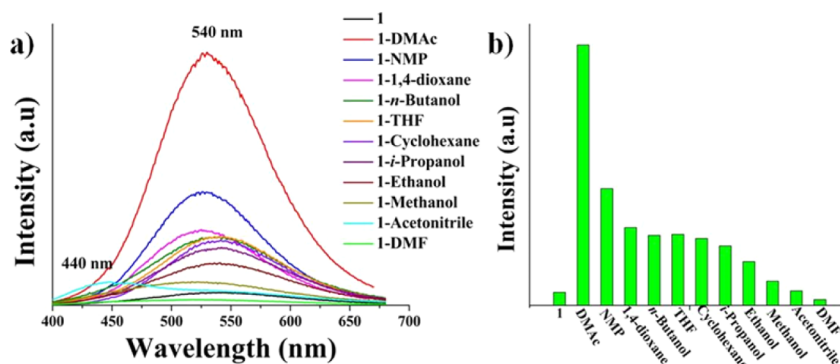 a)
540 nm
440 nm
Intensity (a.u)
1
1-DMAc
1-NMP
1-1,4-dioxane
1-n-Butanol
1-THF
1-Cyclohexane
1-i-Propanol
1-Ethanol
1-Methanol
1-Acetonitrile
1-DMF
400 450 500 550 600 650 700
Wavelength (nm)
b)
Intensity (a.u)
1
DMAc
NMP
1,4-dioxane
n-Butanol
THF
Cyclohexane
i-Propanol
Ethanol
Methanol
Acetonitrile
DMF